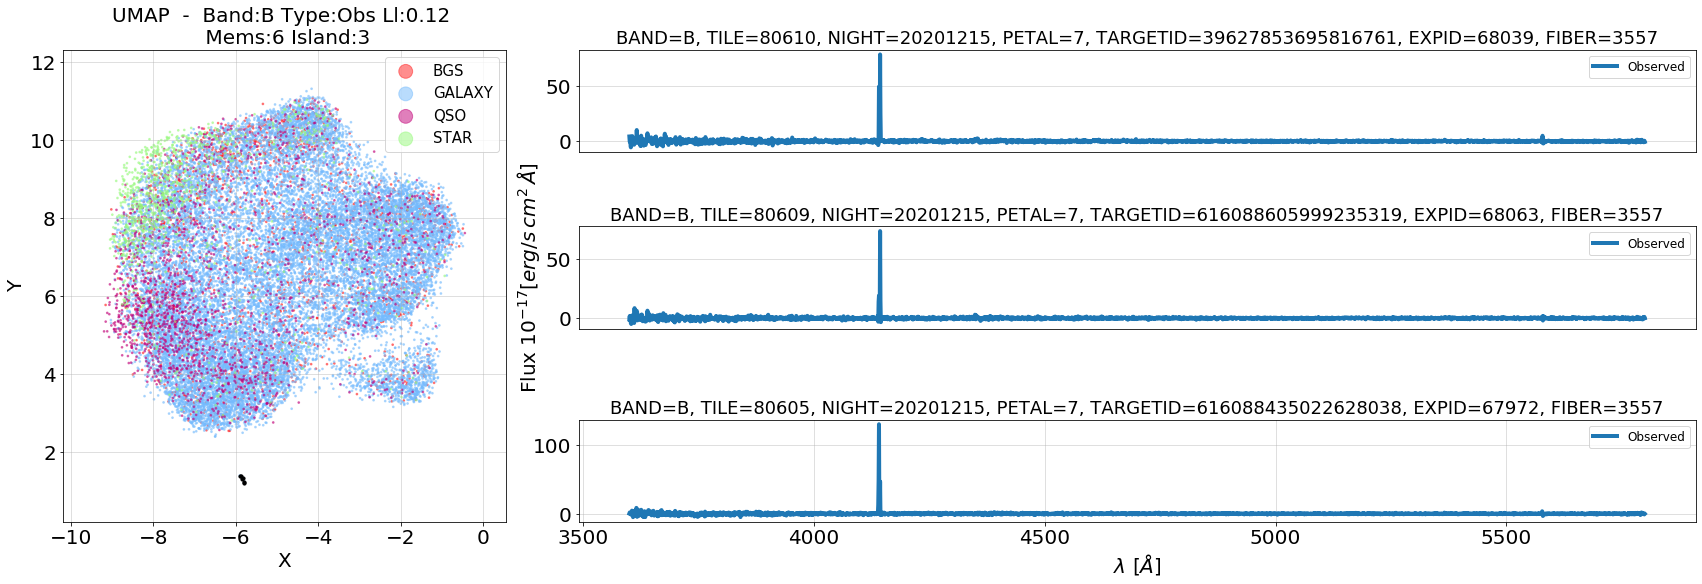 UMAP - Band:B Type:Obs Ll:0.12
Mems:6 Island:3
BGS
GALAXY
QSO
STAR
12
10
8
6
4
2
Y
−10
−8
−6
−4
−2
0
X
BAND=B, TILE=80610, NIGHT=20201215, PETAL=7, TARGETID=39627853695816761, EXPID=68039, FIBER=3557
Observed
50
0
BAND=B, TILE=80609, NIGHT=20201215, PETAL=7, TARGETID=616088605999235319, EXPID=68063, FIBER=3557
Observed
50
0
Flux 10⁻¹⁷[erg/s cm² Å]
BAND=B, TILE=80605, NIGHT=20201215, PETAL=7, TARGETID=616088435022628038, EXPID=67972, FIBER=3557
Observed
100
0
3500
4000
4500
5000
5500
λ [Å]